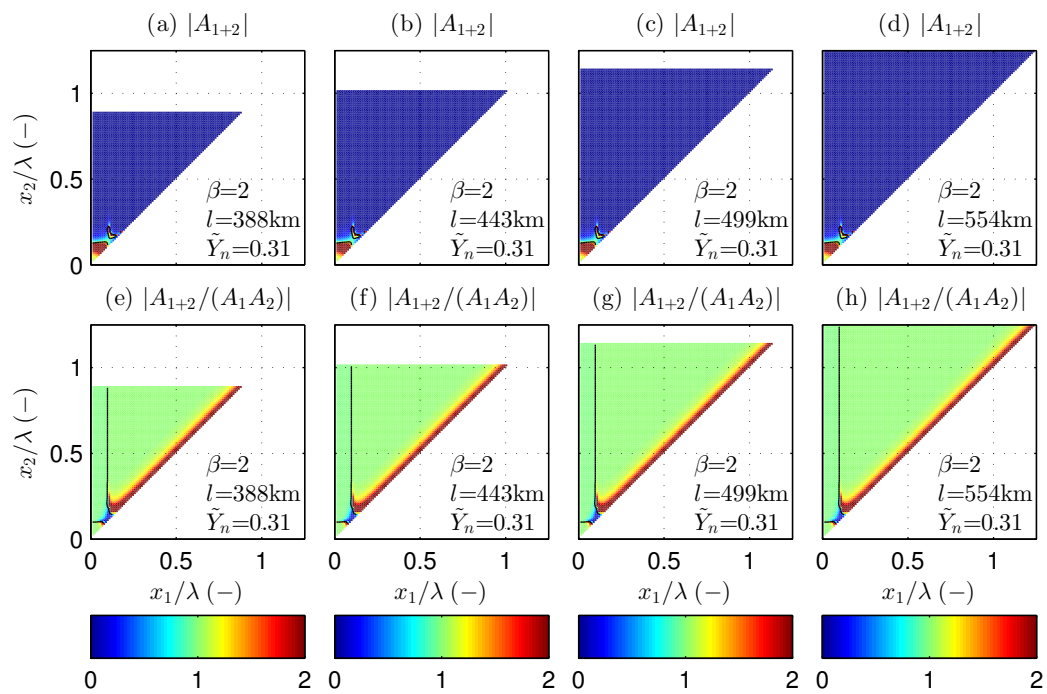 (a) |A₁₊₂| (b) |A₁₊₂| (c) |A₁₊₂| (d) |A₁₊₂|
x₂/λ (−)
1
0.5
0
β=2 β=2 β=2 β=2
l=388km l=443km l=499km l=554km
Ỹₙ=0.31 Ỹₙ=0.31 Ỹₙ=0.31 Ỹₙ=0.31
(e) |A₁₊₂/(A₁A₂)| (f) |A₁₊₂/(A₁A₂)| (g) |A₁₊₂/(A₁A₂)| (h) |A₁₊₂/(A₁A₂)|
x₂/λ (−)
1
0.5
0
β=2 β=2 β=2 β=2
l=388km l=443km l=499km l=554km
Ỹₙ=0.31 Ỹₙ=0.31 Ỹₙ=0.31 Ỹₙ=0.31
0 0.5 1 0 0.5 1 0 0.5 1 0 0.5 1
x₁/λ (−) x₁/λ (−) x₁/λ (−) x₁/λ (−)
0 1 2 0 1 2 0 1 2 0 1 2